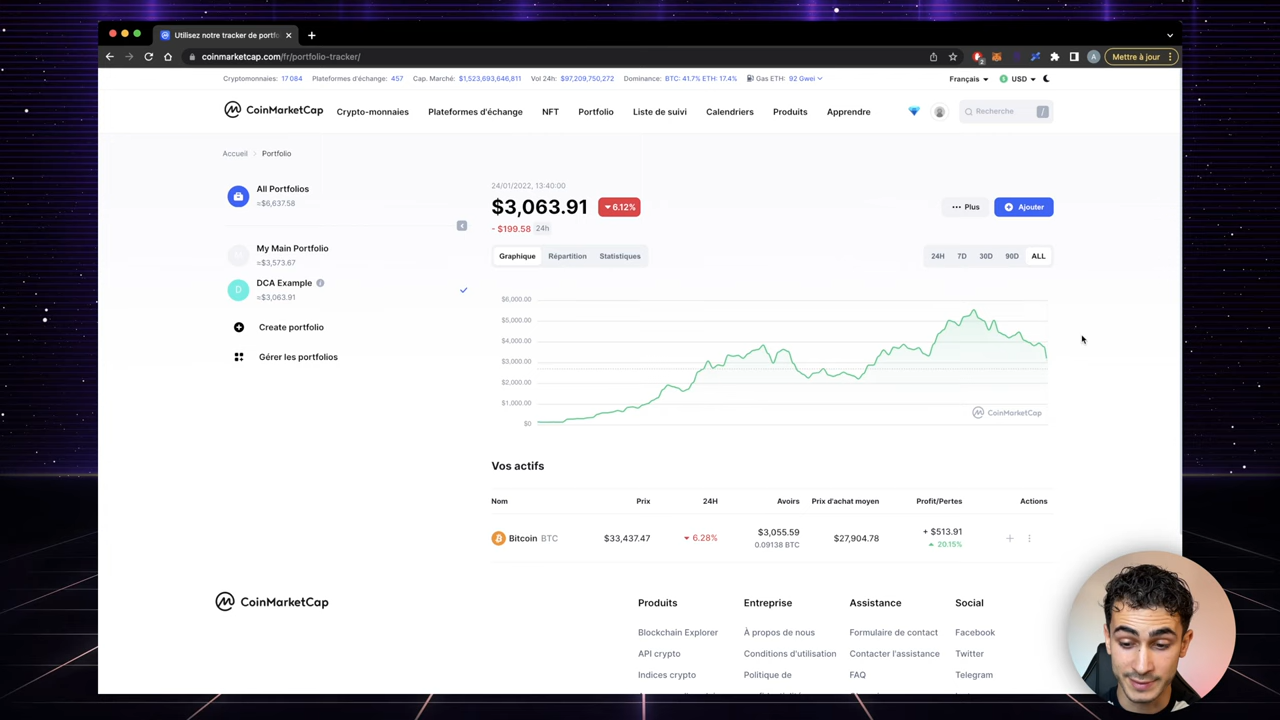 Utilisez notre tracker de portfo
coinmarketcap.com/fr/portfolio-tracker/
2
A
Mettre à jour
Cryptomonnaies: 17 084 Plateformes d'échange: 457 Cap. Marché: $1,523,693,646,811 Vol 24h: $97,209,750,272 Dominance: BTC: 41.7% ETH: 17.4% Gas ETH: 92 Gwei
Français USD
CoinMarketCap Crypto-monnaies Plateformes d'échange NFT Portfolio Liste de suivi Calendriers Produits Apprendre Recherche /
Accueil > Portfolio
All Portfolios
≈$6,637.58
My Main Portfolio
≈$3,573.67
D
DCA Example
≈$3,063.91
Create portfolio
Gérer les portfolios
24/01/2022, 13:40:00
$3,063.91 6.12%
- $199.58 24h
Plus Ajouter
Graphique Répartition Statistiques
24H 7D 30D 90D ALL
$6,000.00
$5,000.00
$4,000.00
$3,000.00
$2,000.00
$1,000.00
$0
CoinMarketCap
Vos actifs
Nom Prix 24H Avoirs Prix d'achat moyen Profit/Pertes Actions
Bitcoin BTC $33,437.47 6.28% $3,055.59 $27,904.78 + $513.91
0.09138 BTC 20.15%
CoinMarketCap
Produits Entreprise Assistance Social
Blockchain Explorer À propos de nous Formulaire de contact Facebook
API crypto Conditions d'utilisation Contacter l'assistance Twitter
Indices crypto Politique de FAQ Telegram